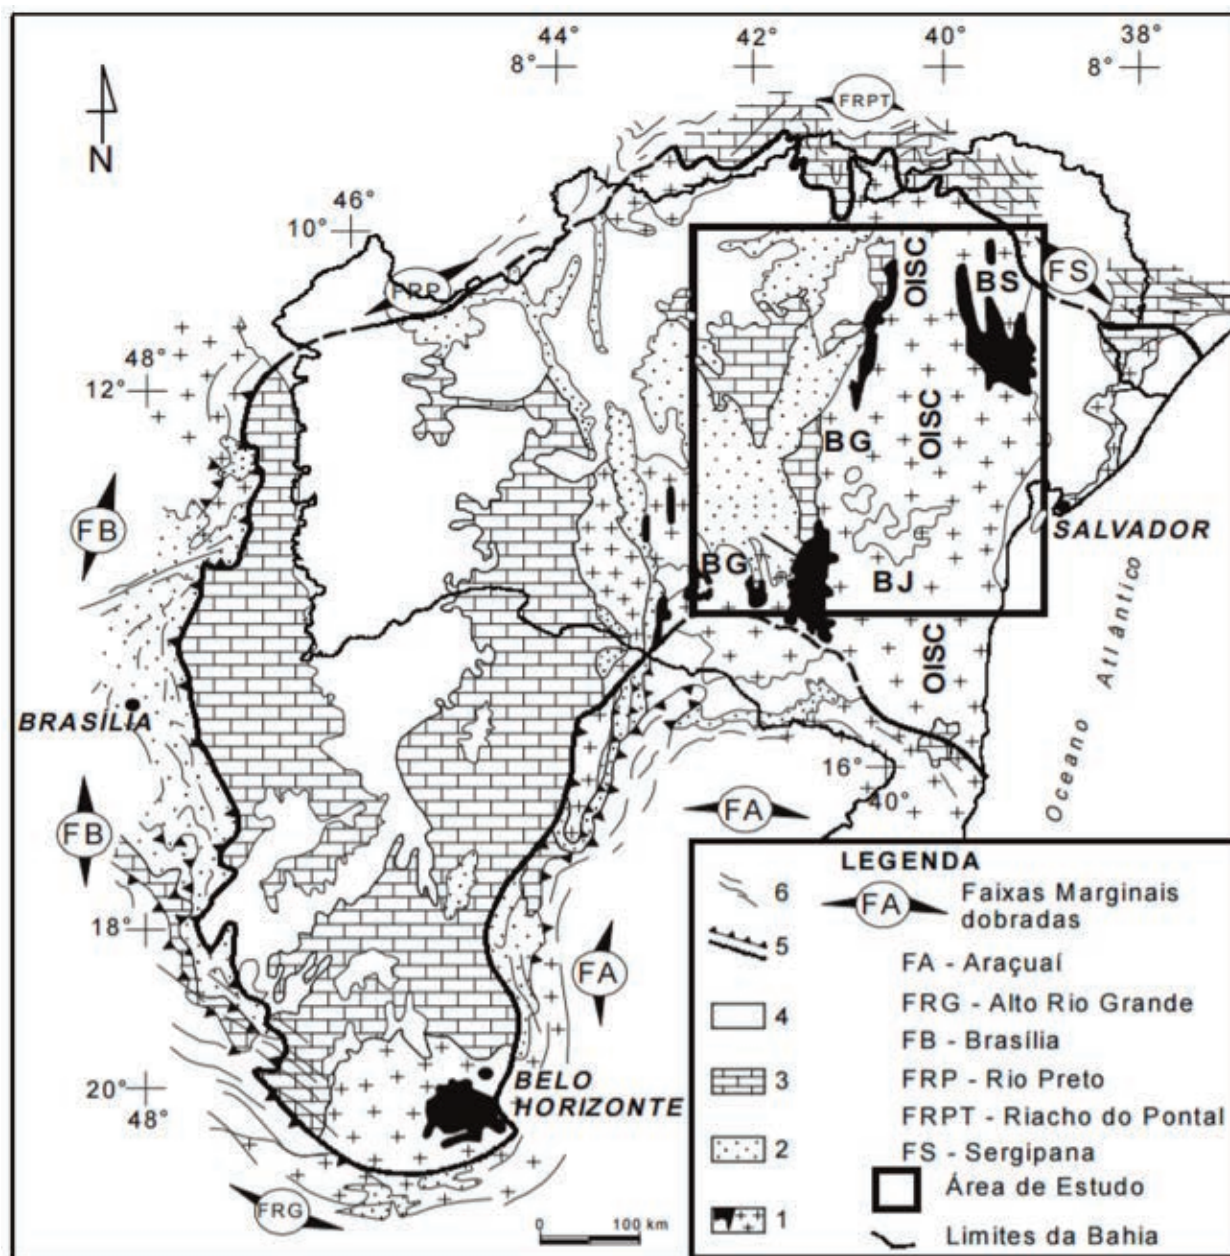 44° 42° 40° 38°
8° 8°
FRPT
N
46°
10°
OISC
BS
FS
FRP
48°
12°
OISC
BG
FB
SALVADOR
BG
BJ
OISC
Oceano Atlântico
BRASÍLIA
16°
40°
FA
FB
LEGENDA
6 FA Faixas Marginais
dobradas
5
FA - Araçuaí
4 FRG - Alto Rio Grande
FB - Brasília
3 FRP - Rio Preto
FRPT - Riacho do Pontal
2 FS - Sergipana
Área de Estudo
1 Limites da Bahia
18°
FA
20°
48°
BELO
HORIZONTE
FRG
0 100 km